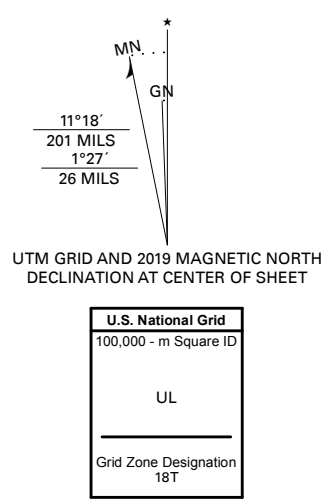 ★
MN
GN
11°18´
201 MILS
1°27´
26 MILS
UTM GRID AND 2019 MAGNETIC NORTH
DECLINATION AT CENTER OF SHEET
U.S. National Grid
100,000 - m Square ID
UL
Grid Zone Designation
18T